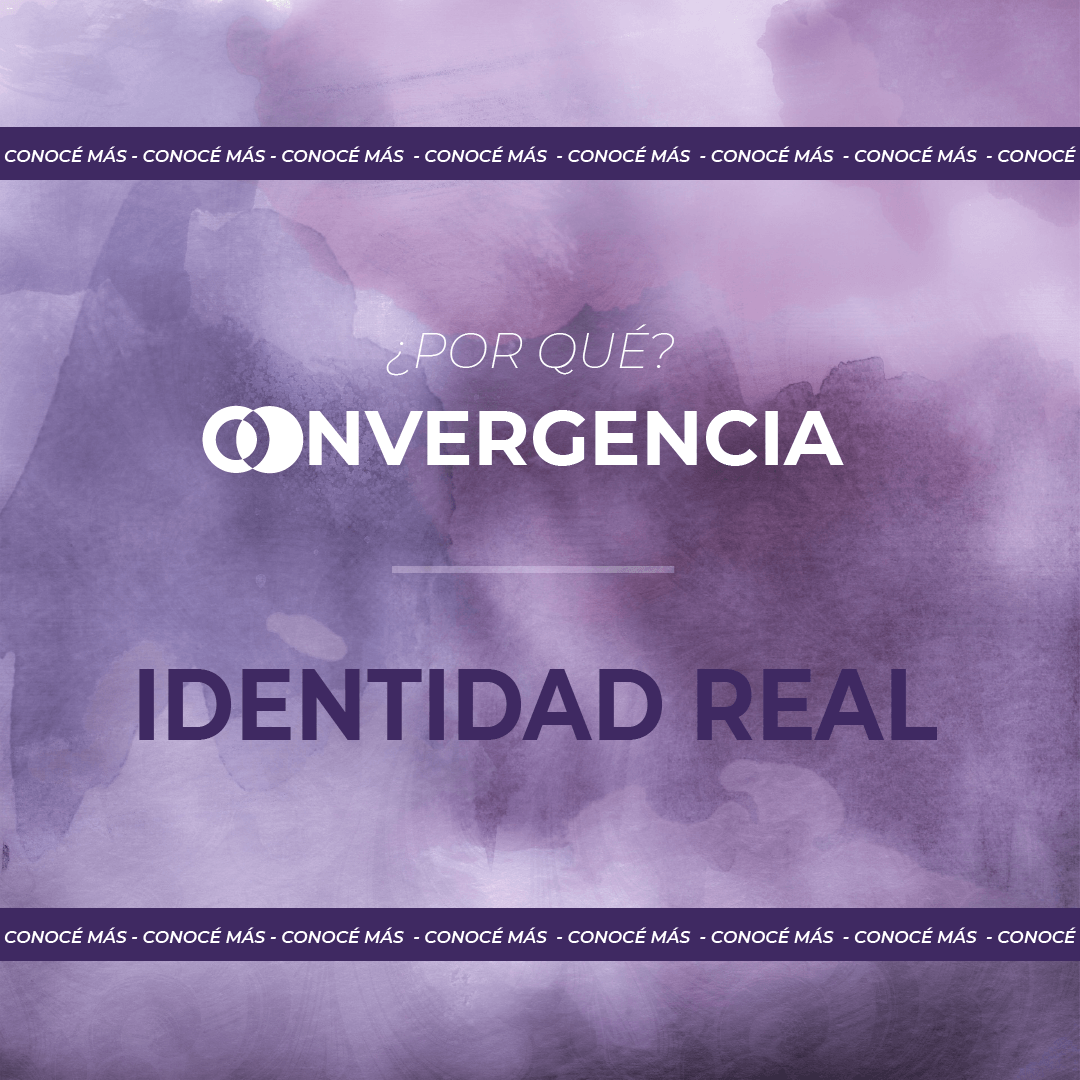 CONOCÉ MÁS - CONOCÉ MÁS - CONOCÉ MÁS - CONOCÉ MÁS - CONOCÉ MÁS - CONOCÉ MÁS - CONOCÉ MÁS - CONOCÉ
¿POR QUÉ?
CONVERGENCIA
IDENTIDAD REAL
CONOCÉ MÁS - CONOCÉ MÁS - CONOCÉ MÁS - CONOCÉ MÁS - CONOCÉ MÁS - CONOCÉ MÁS - CONOCÉ MÁS - CONOCÉ